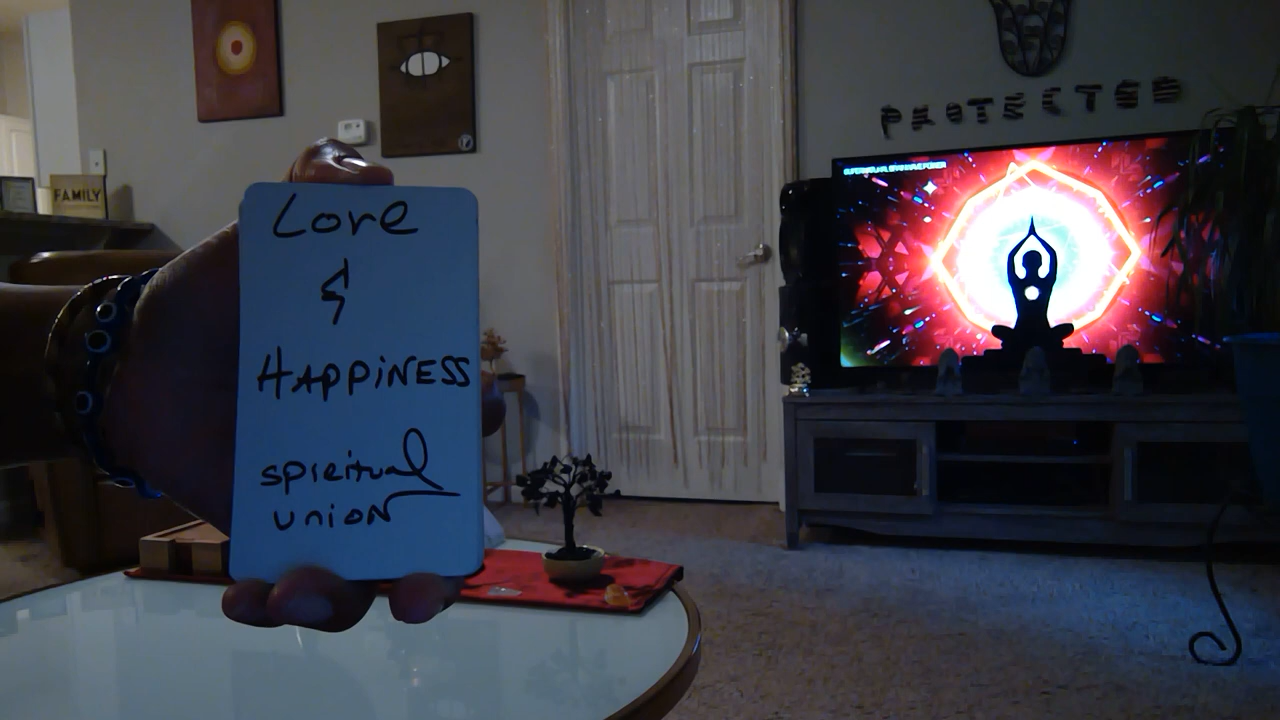 FAMILY
PROTECTED
Love
&
HAPPINESS
spiritual
union